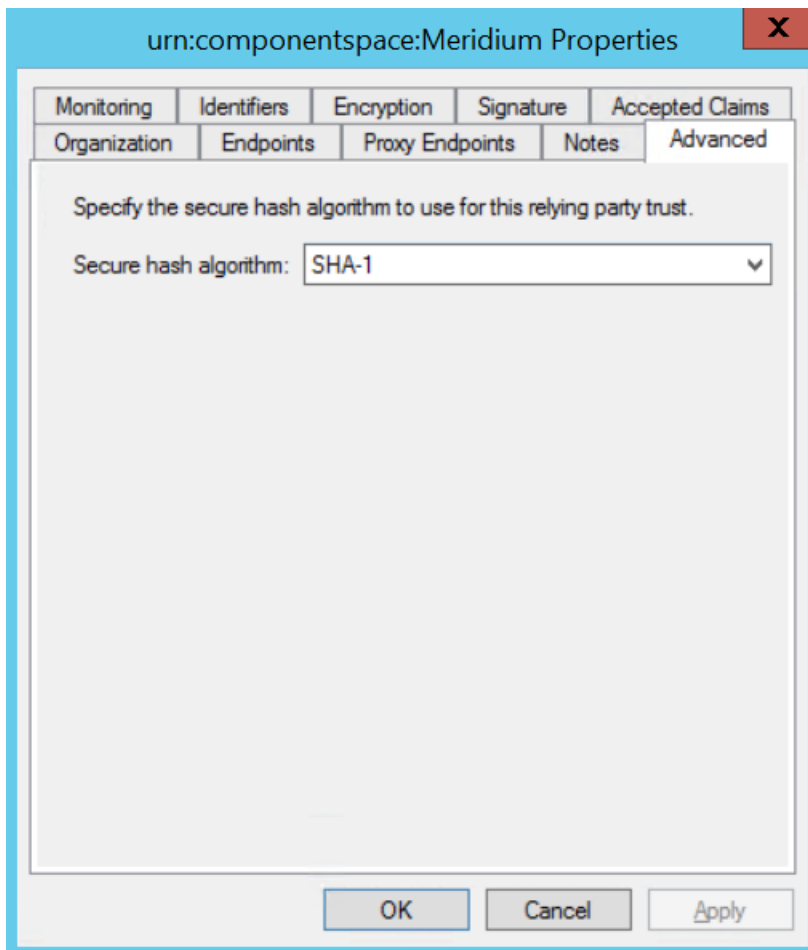 urn:componentspace:Meridium Properties
X
Monitoring Identifiers Encryption Signature Accepted Claims
Organization Endpoints Proxy Endpoints Notes Advanced
Specify the secure hash algorithm to use for this relying party trust.
Secure hash algorithm: SHA-1
OK Cancel Apply